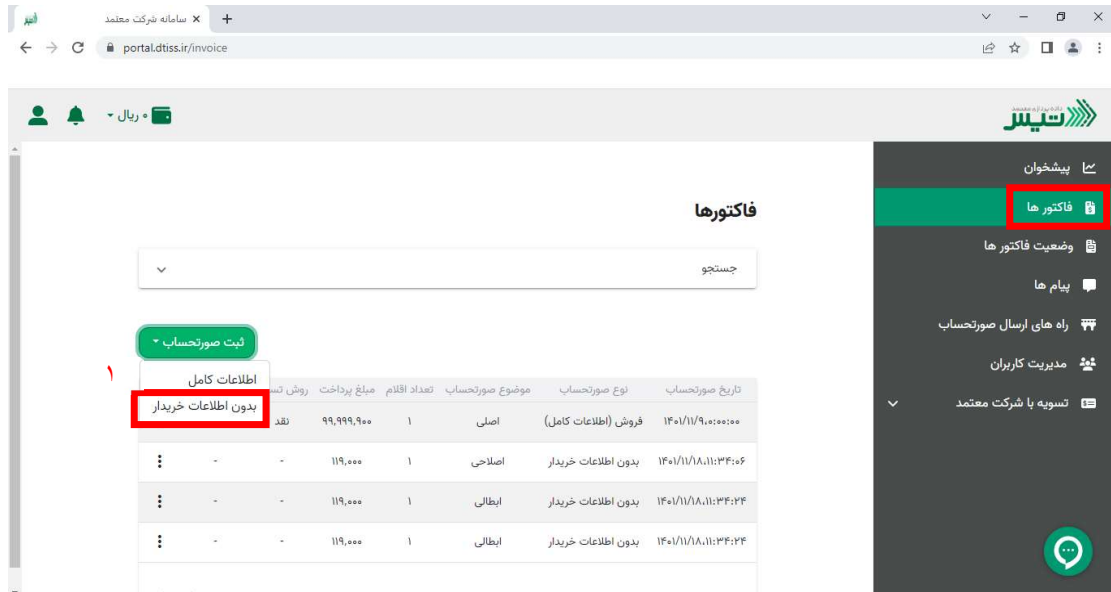 سامانه شرکت معتمد
portal.dtiss.ir/invoice
۰ ریال
تیس
پیشخوان
فاکتور ها
وضعیت فاکتور ها
پیام ها
راه های ارسال صورتحساب
مدیریت کاربران
تسویه با شرکت معتمد
فاکتورها
جستجو
ثبت صورتحساب
۱
اطلاعات کامل
بدون اطلاعات خریدار
تاریخ صورتحساب نوع صورتحساب موضوع صورتحساب تعداد اقلام مبلغ پرداخت روش تس
۱۴۰۱/۱۱/۹،۰:۰۰:۰۰ فروش (اطلاعات کامل) اصلی ۱ ۹۹,۹۹۹,۹۰۰ نقد
۱۴۰۱/۱۱/۱۸،۱۱:۳۴:۰۶ بدون اطلاعات خریدار اصلاحی ۱ ۱۱۹,۰۰۰ - -
۱۴۰۱/۱۱/۱۸،۱۱:۳۴:۲۴ بدون اطلاعات خریدار ابطالی ۱ ۱۱۹,۰۰۰ - -
۱۴۰۱/۱۱/۱۸،۱۱:۳۴:۲۴ بدون اطلاعات خریدار ابطالی ۱ ۱۱۹,۰۰۰ - -